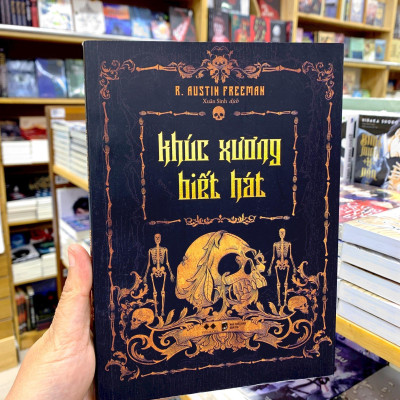 R. AUSTIN FREEMAN
Xuân Sinh dịch
khúc xương
biết hát